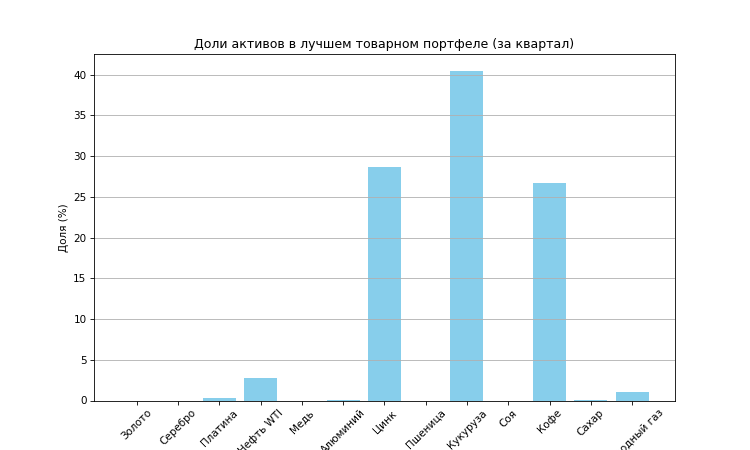 Доли активов в лучшем товарном портфеле (за квартал)
Доля (%)
40
35
30
25
20
15
10
5
0
Золото
Серебро
Платина
Нефть WTI
Медь
Алюминий
Цинк
Пшеница
Кукуруза
Соя
Кофе
Сахар
газ